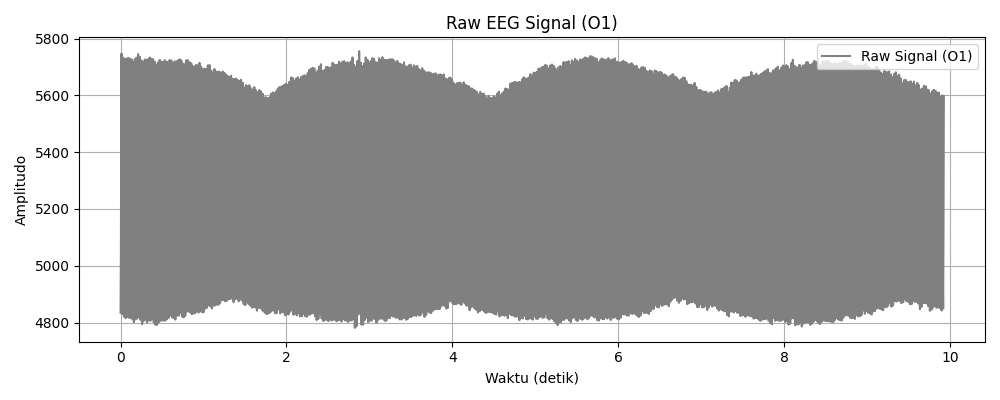 Raw EEG Signal (O1)
Raw Signal (O1)
5800
5600
5400
5200
5000
4800
Amplitudo
0 2 4 6 8 10
Waktu (detik)